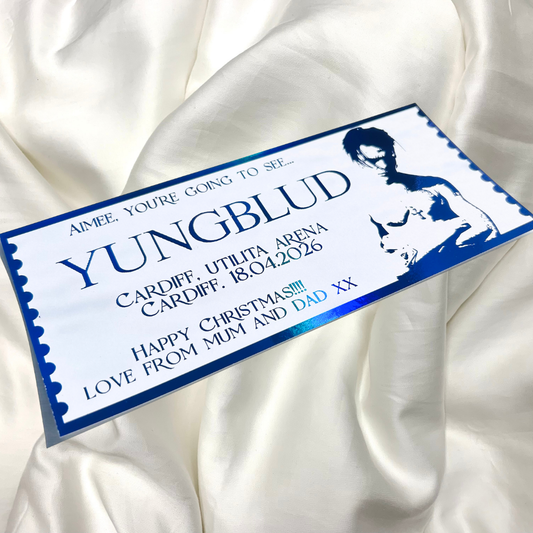 AIMEE, YOU'RE GOING TO SEE...
YUNGBLUD
CARDIFF, UTILITA ARENA
CARDIFF, 18.04.2026
HAPPY CHRISTMAS!!!!
LOVE FROM MUM AND DAD XX